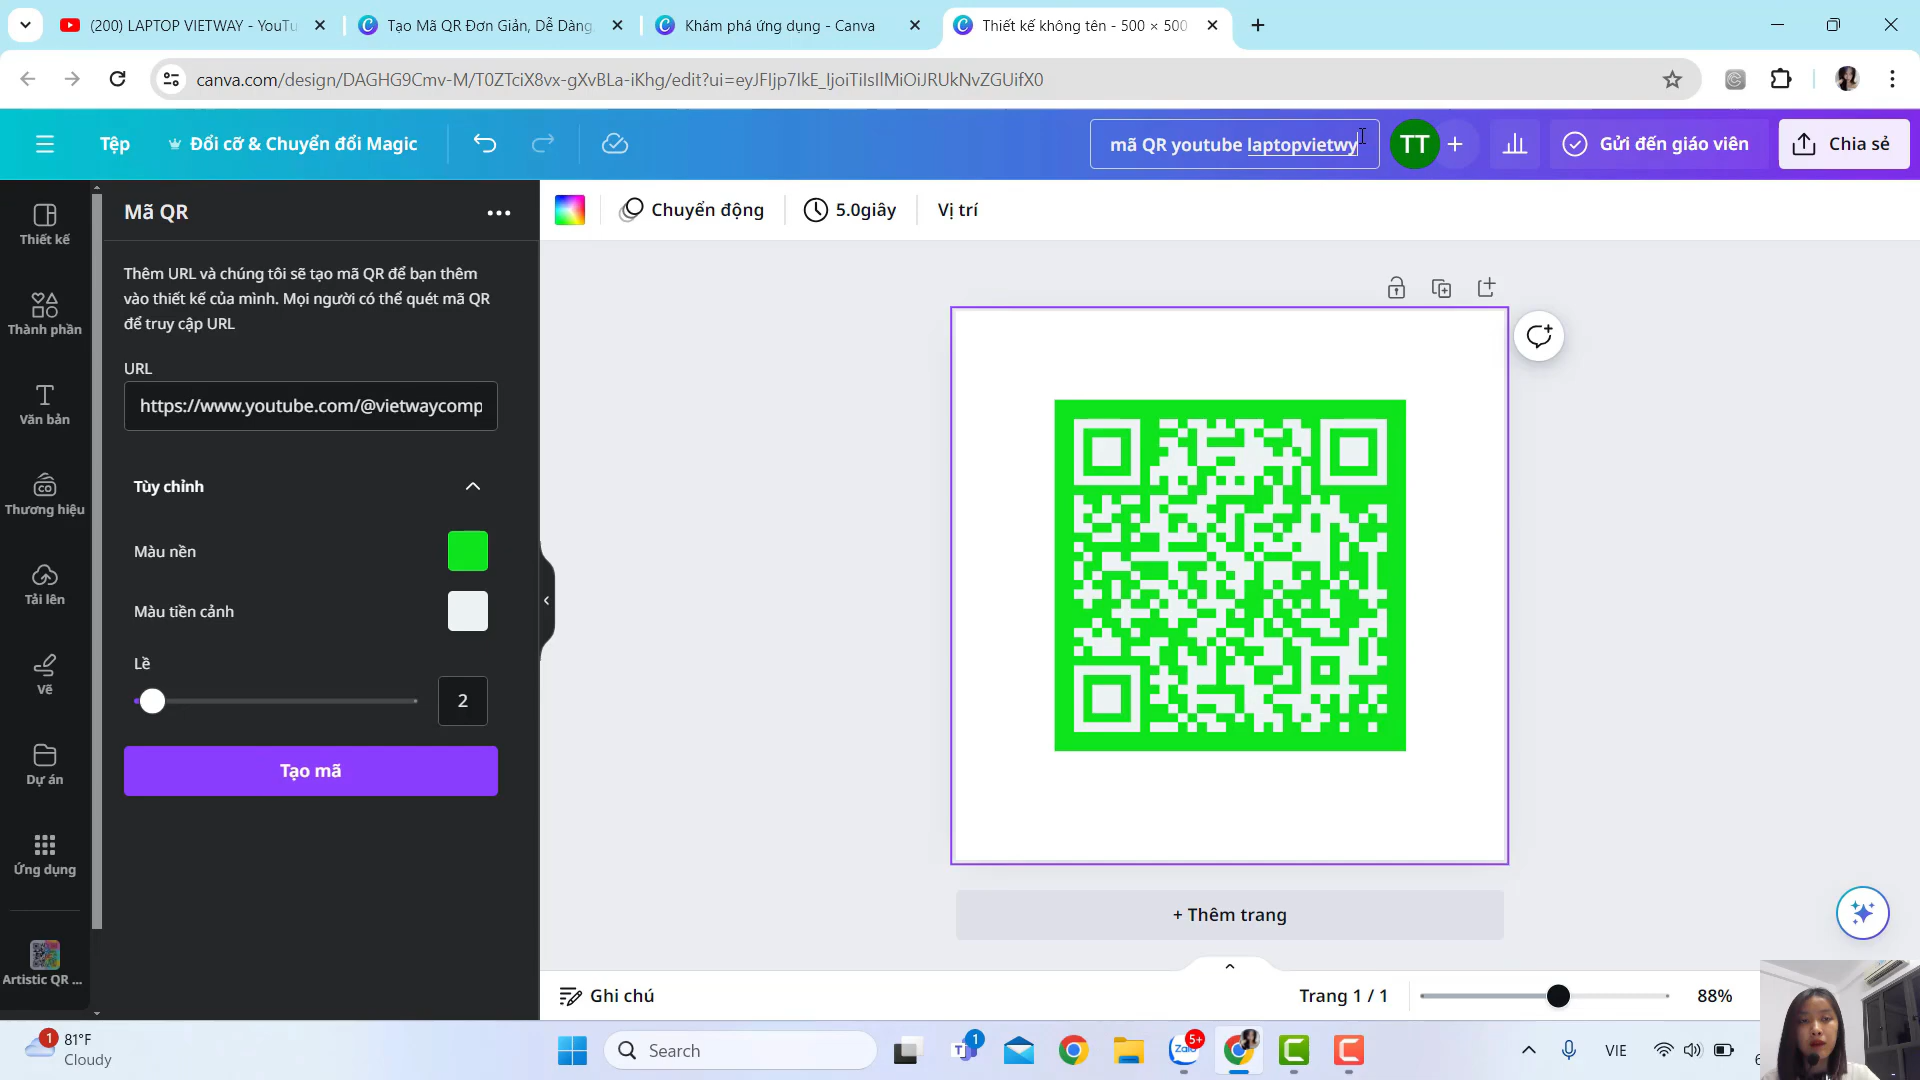 (200) LAPTOP VIETWAY - YouTu
Tạo Mã QR Đơn Giản, Dễ Dàng,
Khám phá ứng dụng - Canva
Thiết kế không tên - 500 × 500
canva.com/design/DAGHG9Cmv-M/T0ZTciX8vx-gXvBLa-iKhg/edit?ui=eyJFIjp7IkE_IjoiTiIsIlMiOiJRUkNvZGUifX0
Tệp
Đổi cỡ & Chuyển đổi Magic
mã QR youtube laptopvietwy
TT
Gửi đến giáo viên
Chia sẻ
Thiết kế
Thành phần
Văn bản
Thương hiệu
Tải lên
Vẽ
Dự án
Ứng dụng
Artistic QR ...
Mã QR
Thêm URL và chúng tôi sẽ tạo mã QR để bạn thêm
vào thiết kế của mình. Mọi người có thể quét mã QR
để truy cập URL
URL
https://www.youtube.com/@vietwaycomp
Tùy chỉnh
Màu nền
Màu tiền cảnh
Lề
2
Tạo mã
Chuyển động
5.0giây
Vị trí
+ Thêm trang
Ghi chú
Trang 1 / 1
88%
1
81°F
Cloudy
Search
1
Zalo
5+
VIE